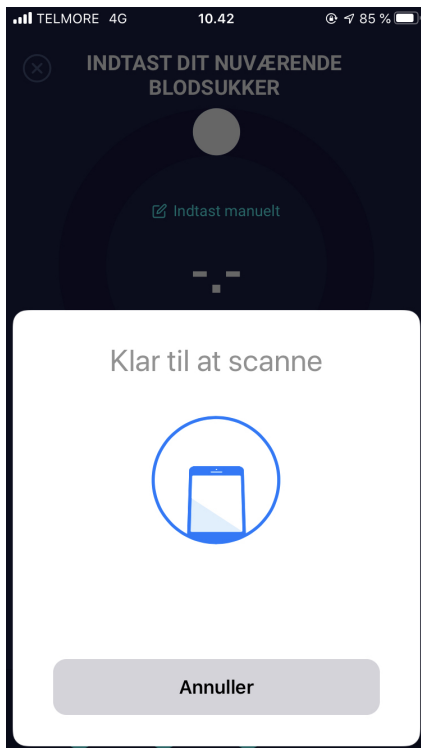 TELMORE 4G 10.42 85 %
INDTAST DIT NUVÆRENDE
BLODSUKKER
Indtast manuelt
-.-
Klar til at scanne
Annuller